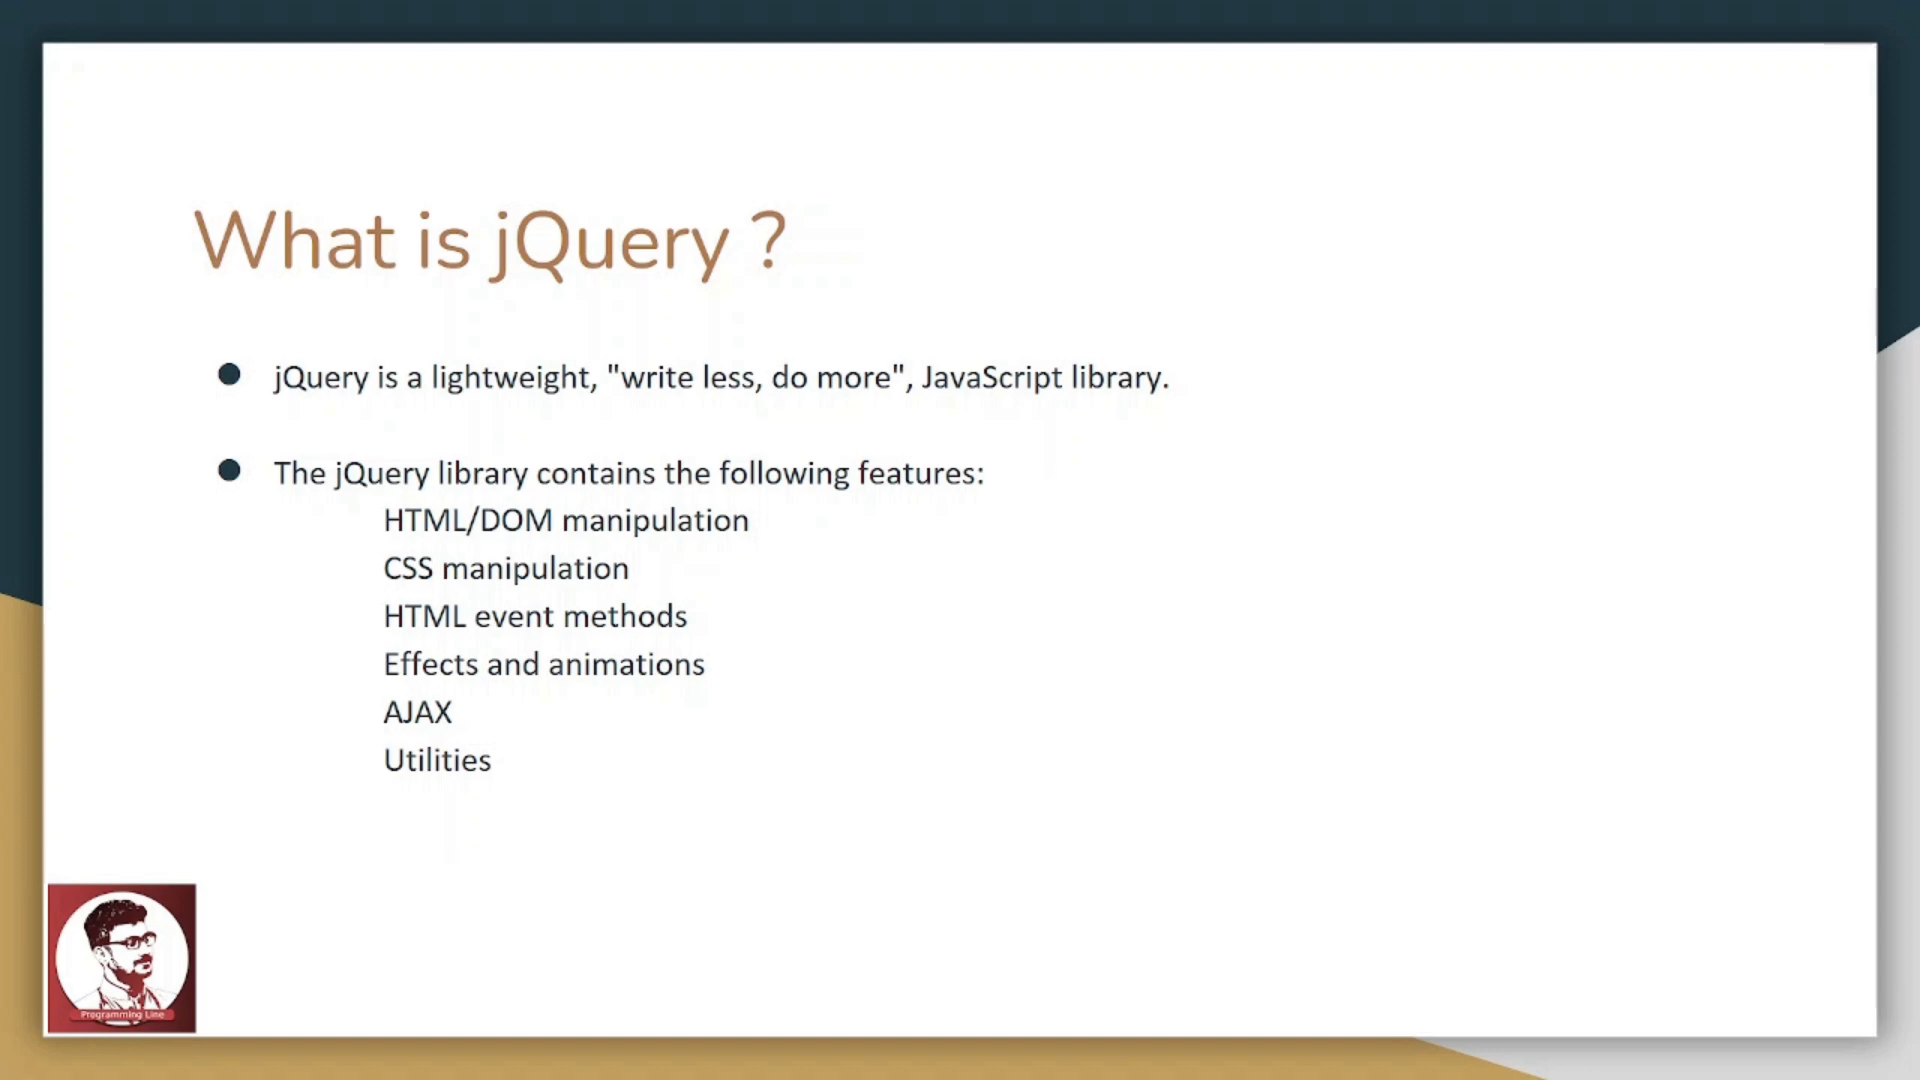 What is jQuery ?
jQuery is a lightweight, "write less, do more", JavaScript library.
The jQuery library contains the following features:
HTML/DOM manipulation
CSS manipulation
HTML event methods
Effects and animations
AJAX
Utilities
Programming Line